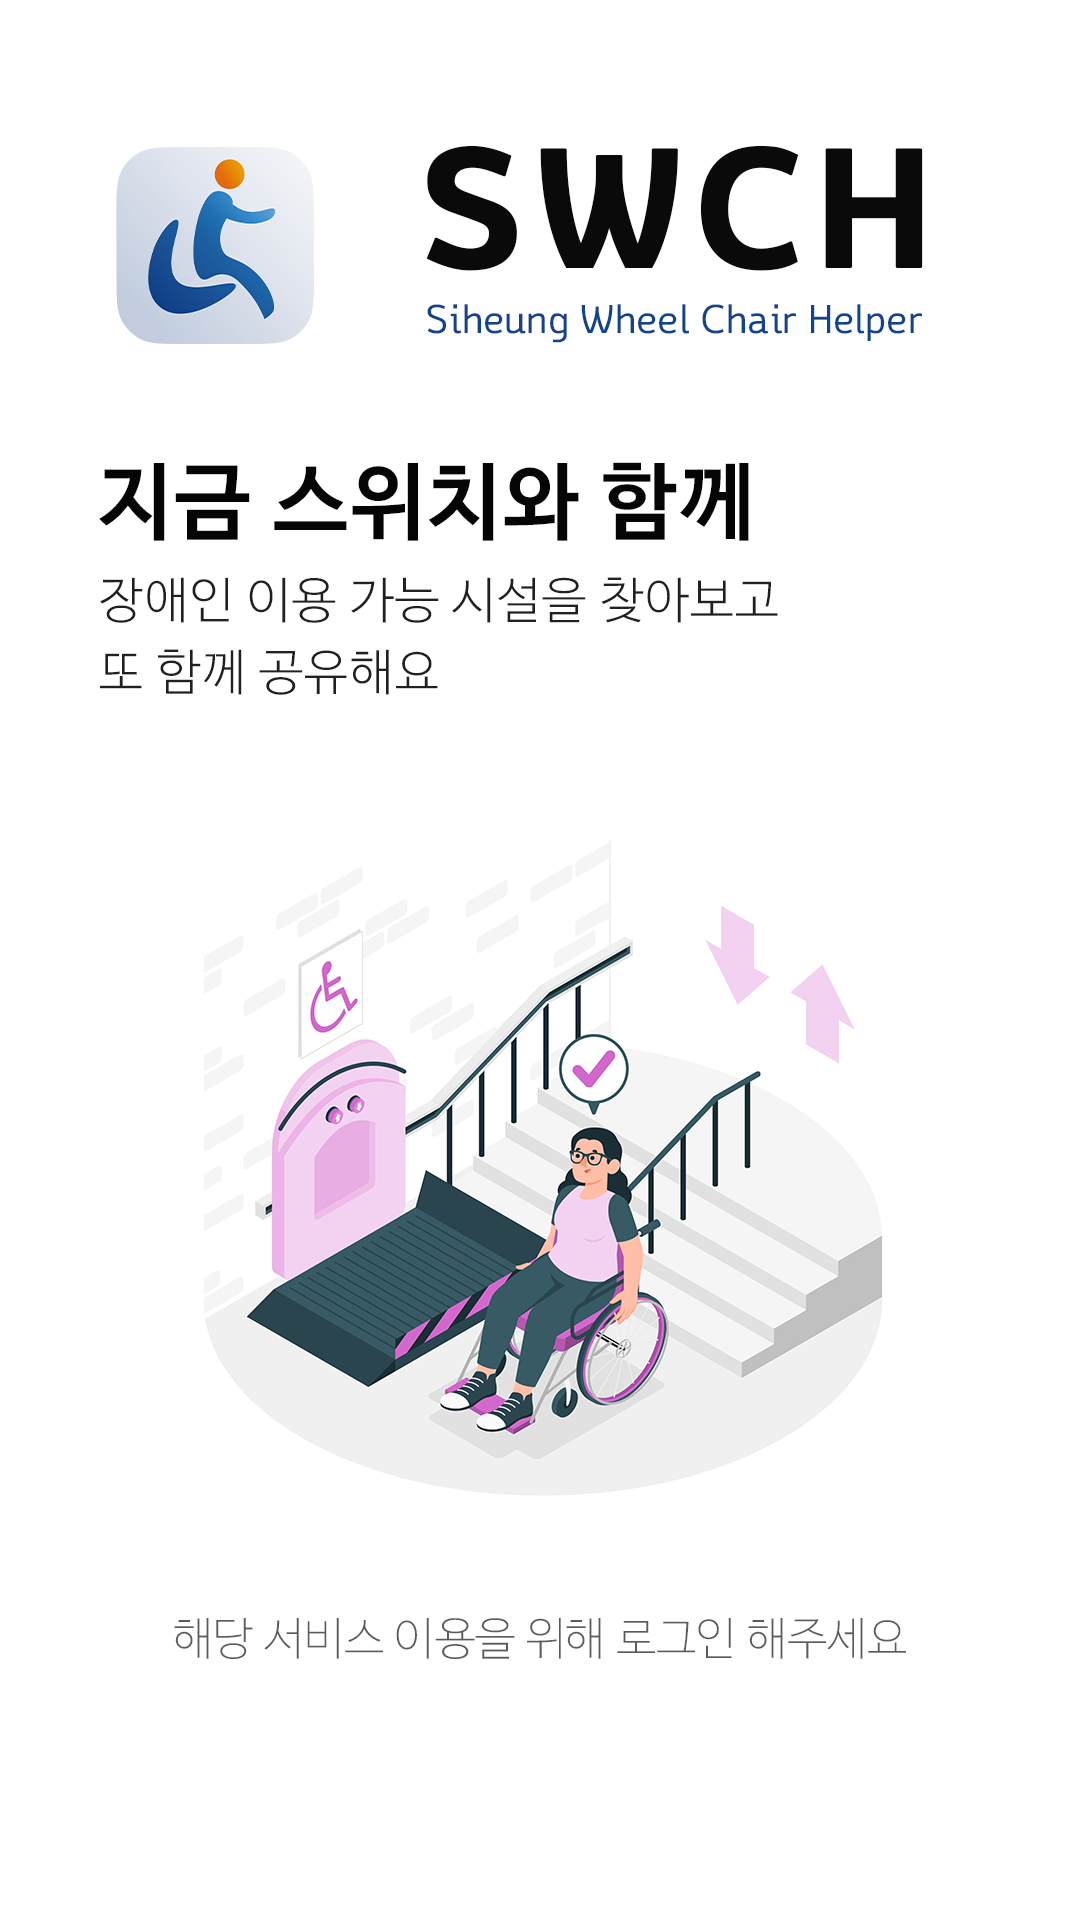 SWCH
Siheung Wheel Chair Helper
지금 스위치와 함께
장애인 이용 가능 시설을 찾아보고
또 함께 공유해요
해당 서비스 이용을 위해 로그인 해주세요